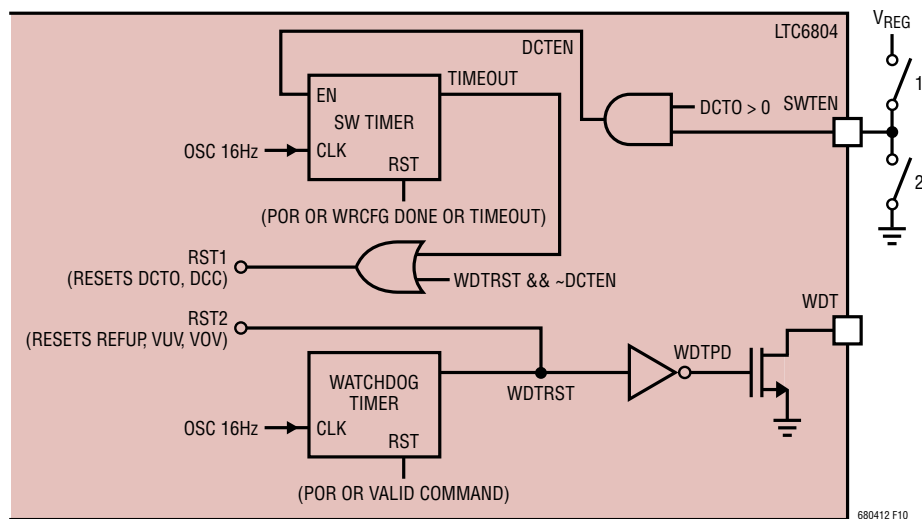 LTC6804
VREG
DCTEN
TIMEOUT
1
EN
DCTO > 0
SWTEN
SW TIMER
OSC 16Hz
CLK
RST
2
(POR OR WRCFG DONE OR TIMEOUT)
RST1
(RESETS DCTO, DCC)
WDTRST && ~DCTEN
RST2
(RESETS REFUP, VUV, VOV)
WDT
WDTPD
WATCHDOG
TIMER
WDTRST
OSC 16Hz
CLK
RST
(POR OR VALID COMMAND)
680412 F10